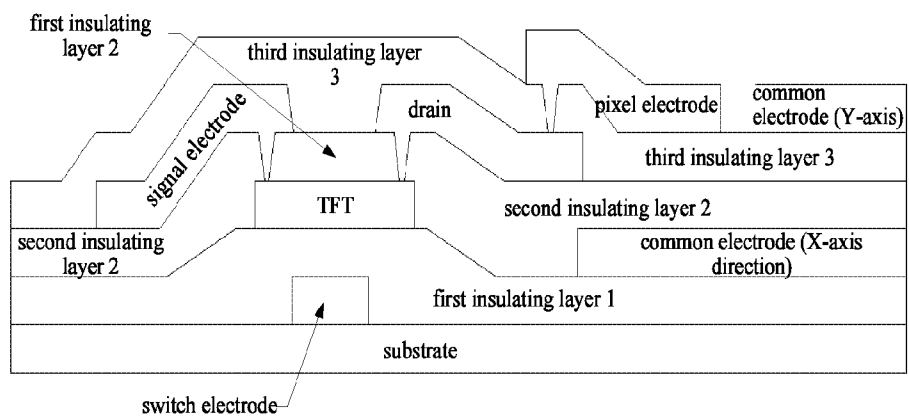 first insulating
layer 2
third insulating layer
3
signal electrode
drain
pixel electrode
common
electrode (Y-axis)
third insulating layer 3
TFT
second insulating layer 2
second insulating
layer 2
common electrode (X-axis
direction)
first insulating layer 1
substrate
switch electrode